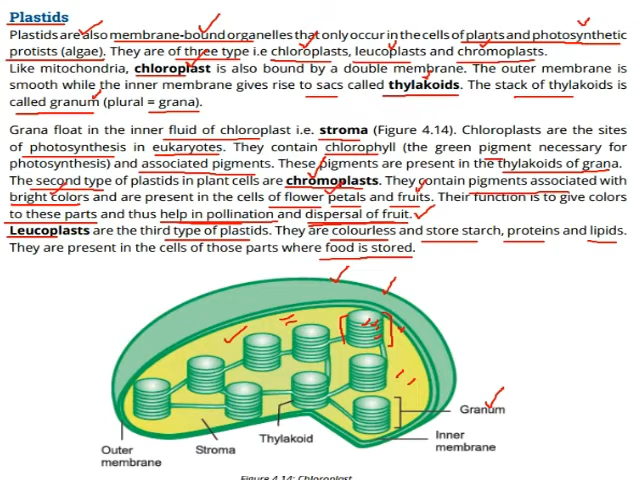 Plastids
Plastids are also membrane-bound organelles that only occur in the cells of plants and photosynthetic
protists (algae). They are of three type i.e chloroplasts, leucoplasts and chromoplasts.
Like mitochondria, chloroplast is also bound by a double membrane. The outer membrane is
smooth while the inner membrane gives rise to sacs called thylakoids. The stack of thylakoids is
called granum (plural = grana).
Grana float in the inner fluid of chloroplast i.e. stroma (Figure 4.14). Chloroplasts are the sites
of photosynthesis in eukaryotes. They contain chlorophyll (the green pigment necessary for
photosynthesis) and associated pigments. These pigments are present in the thylakoids of grana.
The second type of plastids in plant cells are chromoplasts. They contain pigments associated with
bright colors and are present in the cells of flower petals and fruits. Their function is to give colors
to these parts and thus help in pollination and dispersal of fruit.
Leucoplasts are the third type of plastids. They are colourless and store starch, proteins and lipids.
They are present in the cells of those parts where food is stored.
Granum
Thylakoid
Inner
membrane
Stroma
Outer
membrane
Figure 4.14: Chloroplast